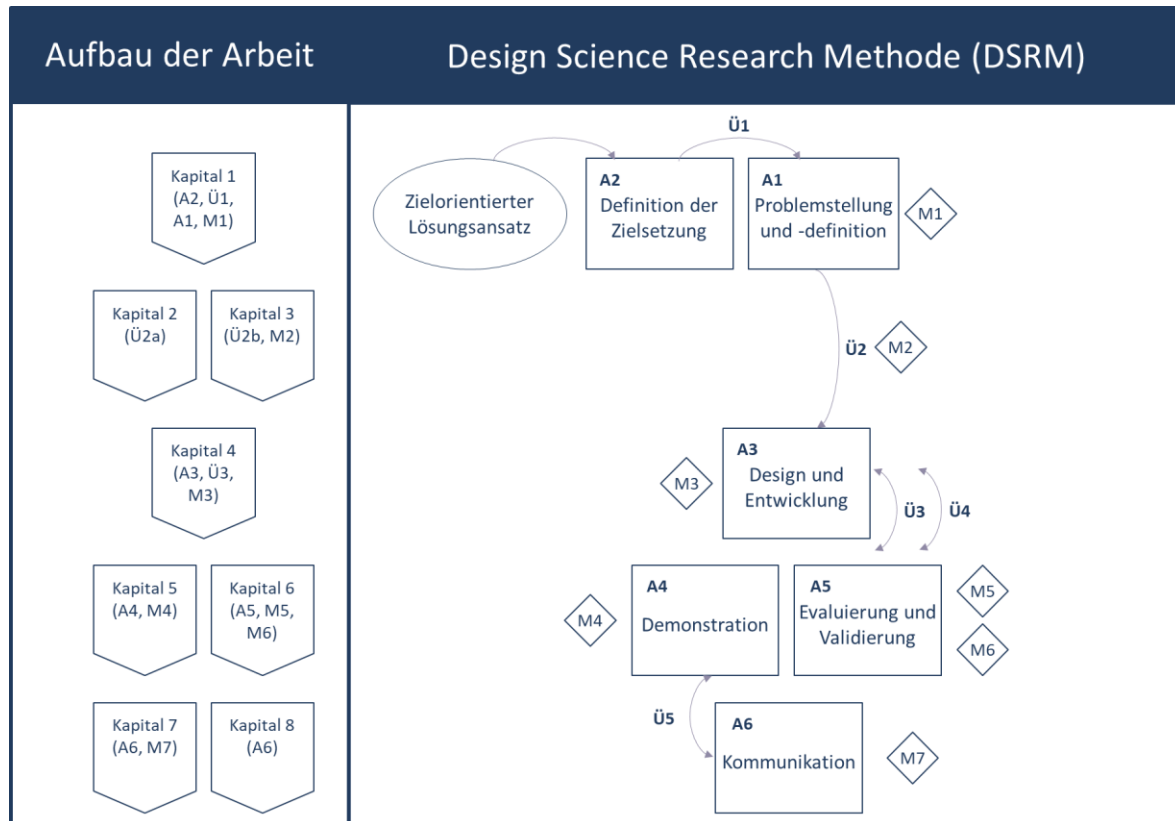 Aufbau der Arbeit
Design Science Research Methode (DSRM)
Kapital 1
(A2, Ü1,
A1, M1)
Kapital 2
(Ü2a)
Kapital 3
(Ü2b, M2)
Kapital 4
(A3, Ü3,
M3)
Kapital 5
(A4, M4)
Kapital 6
(A5, M5,
M6)
Kapital 7
(A6, M7)
Kapital 8
(A6)
Zielorientierter
Lösungsansatz
Ü1
A2
Definition der
Zielsetzung
A1
Problemstellung
und -definition
M1
Ü2
M2
A3
Design und
Entwicklung
M3
Ü3
Ü4
A4
Demonstration
M4
A5
Evaluierung und
Validierung
M5
M6
Ü5
A6
Kommunikation
M7